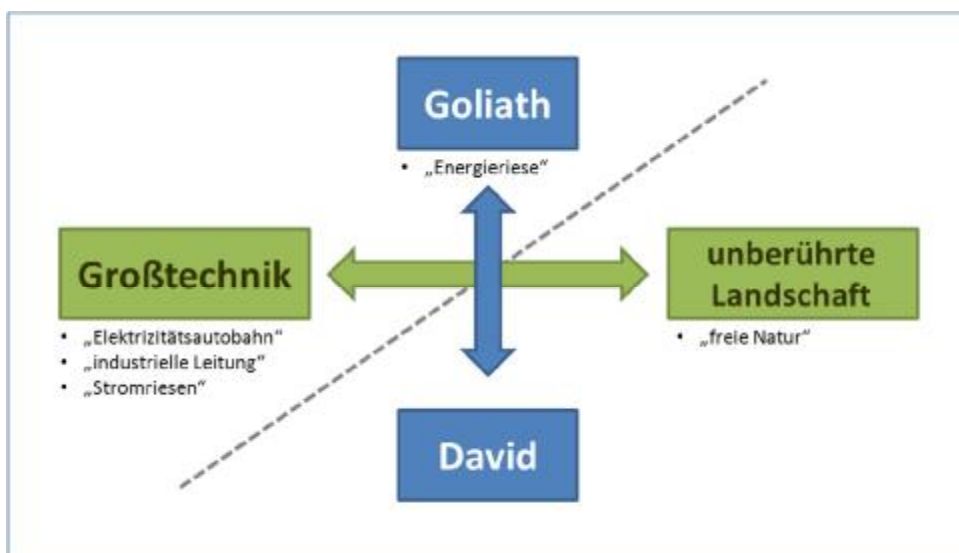 Goliath
• „Energieriese“
Großtechnik
• „Elektrizitätsautobahn“
• „industrielle Leitung“
• „Stromriesen“
unberührte
Landschaft
• „freie Natur“
David